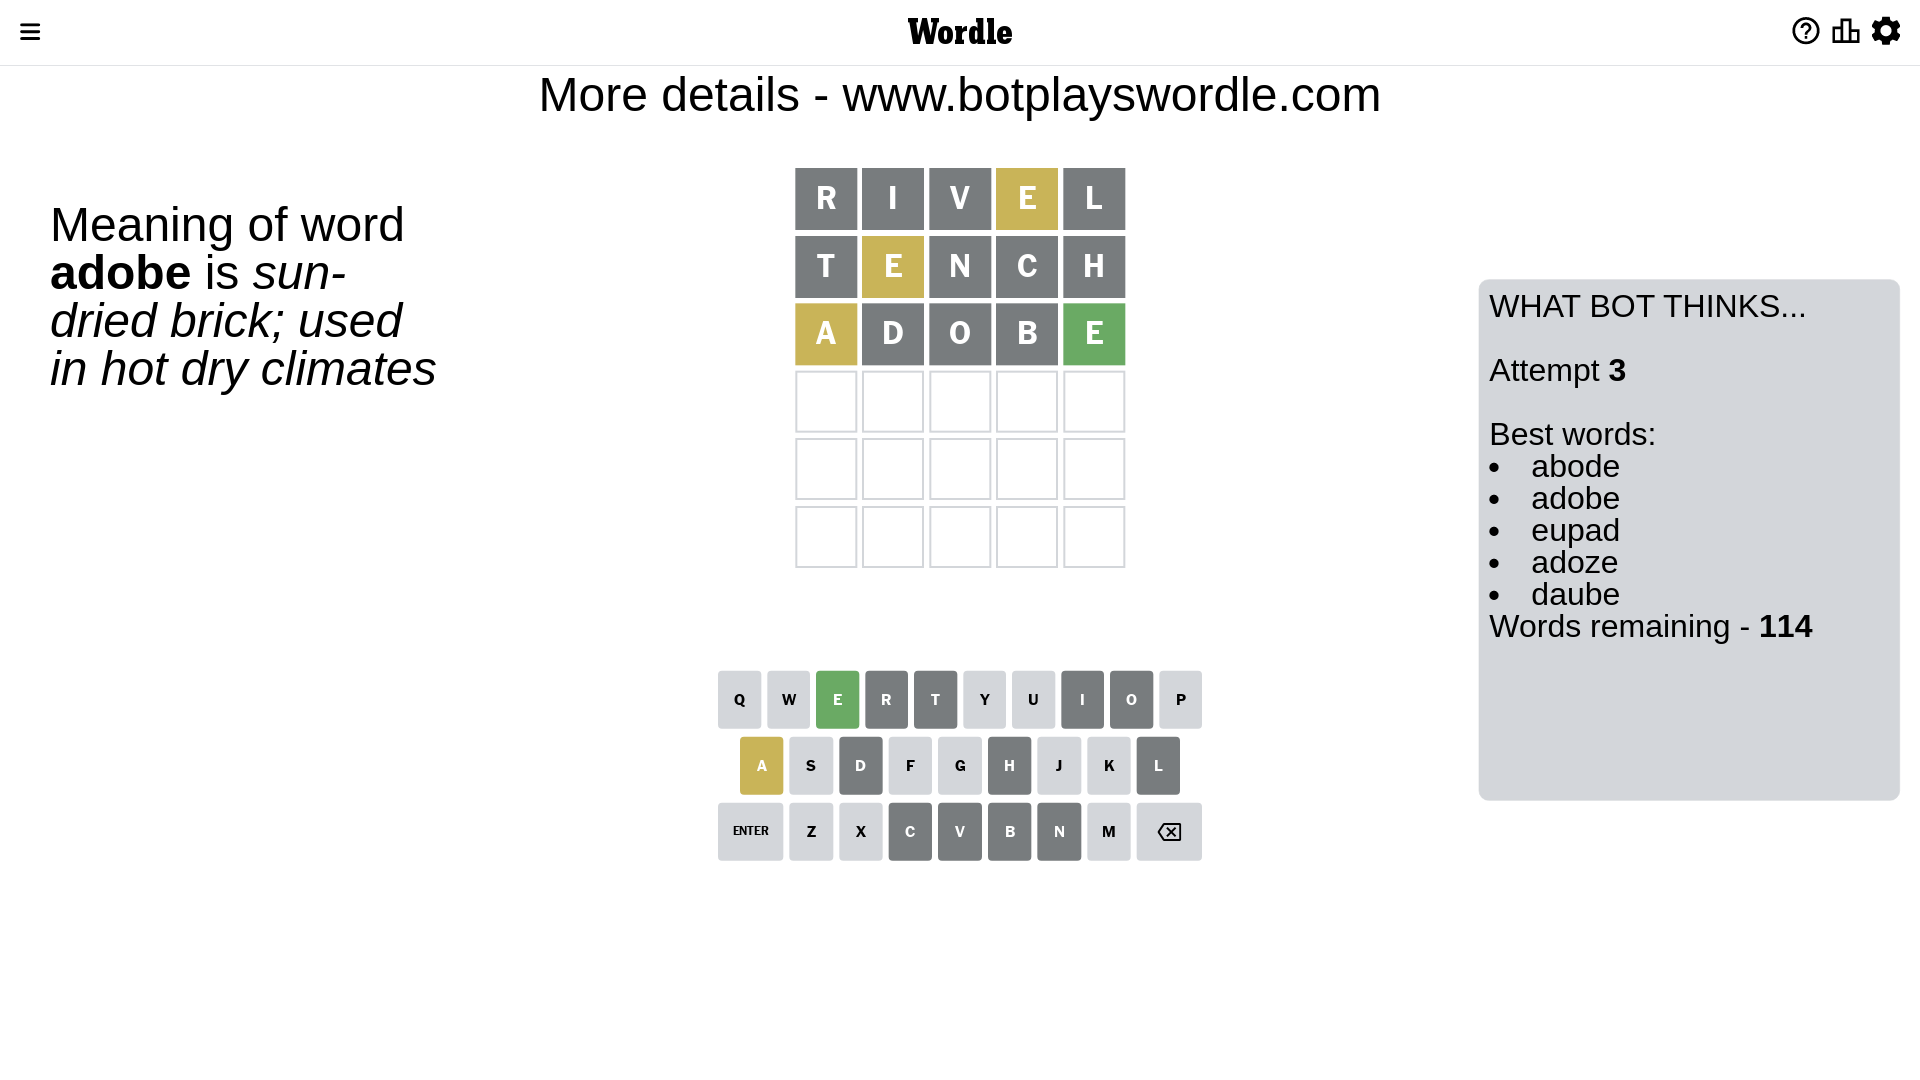 Wordle
More details - www.botplayswordle.com
Meaning of word
adobe is sun-
dried brick; used
in hot dry climates
R I V E L
T E N C H
A D O B E
WHAT BOT THINKS...
Attempt 3
Best words:
• abode
• adobe
• eupad
• adoze
• daube
Words remaining - 114
Q W E R T Y U I O P
A S D F G H J K L
ENTER Z X C V B N M